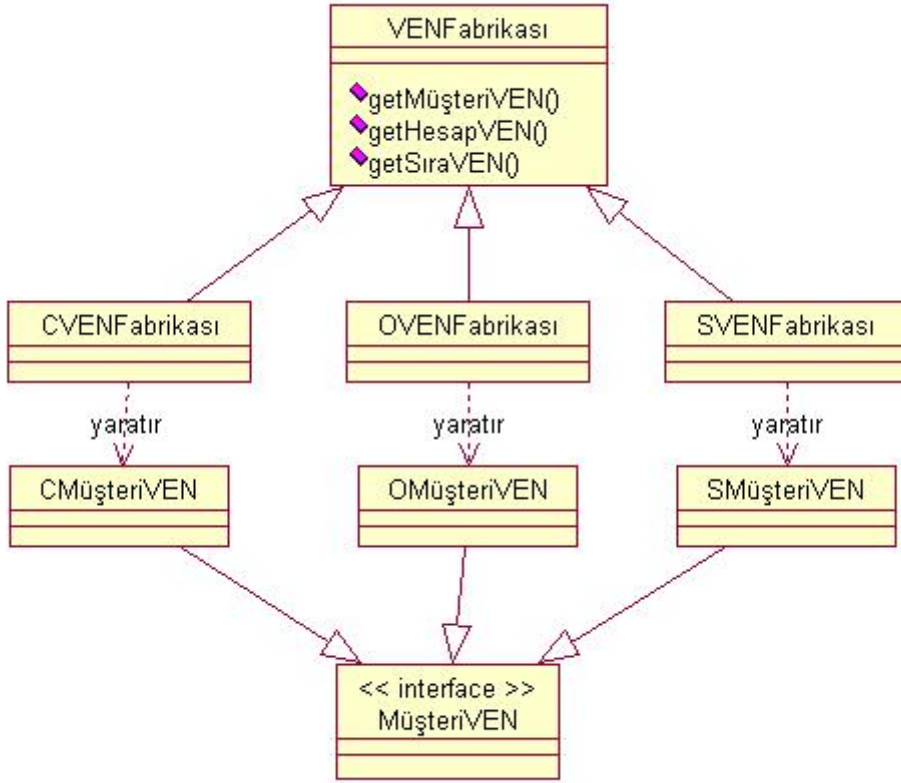 VENFabrikası
getMüşteriVEN()
getHesapVEN()
getSıraVEN()
CVENFabrikası
OVENFabrikası
SVENFabrikası
yaratır
yaratır
yaratır
CMüşteriVEN
OMüşteriVEN
SMüşteriVEN
<< interface >>
MüşteriVEN